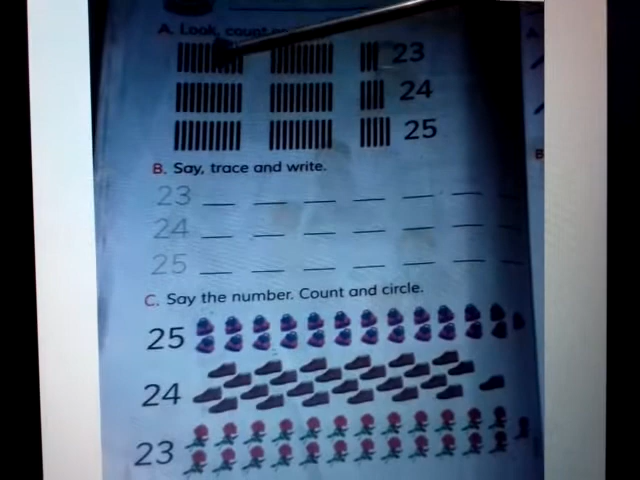 A. Look, count
23
24
25
B. Say, trace and write.
23
24
25
C. Say the number. Count and circle.
25
24
23
A.
B